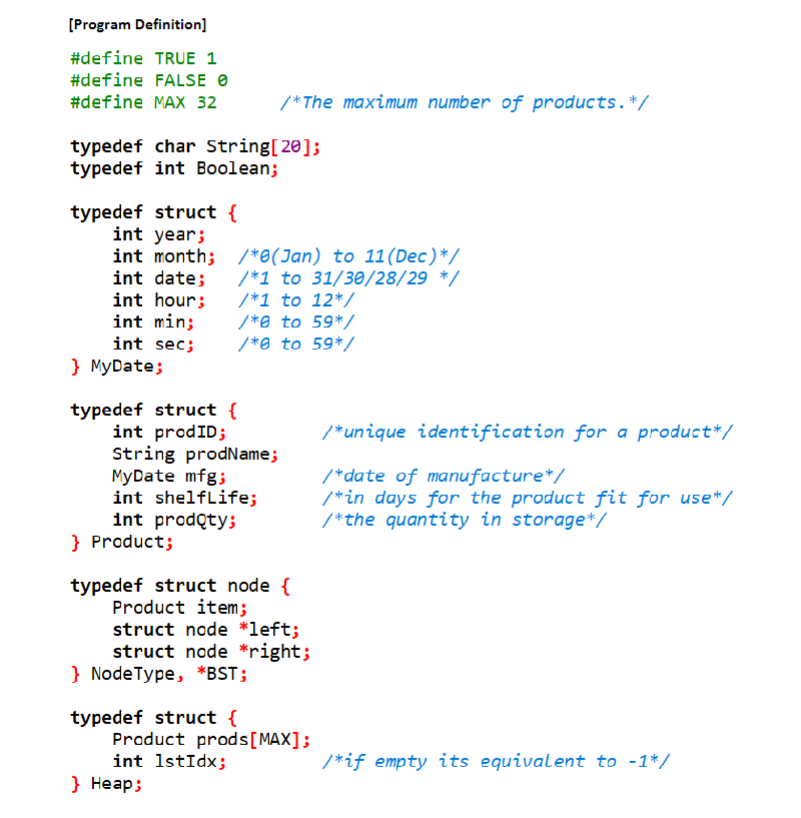 [Program Definition]
#define TRUE 1
#define FALSE 0
#define MAX 32 /*The maximum number of products.*/
typedef char String[20];
typedef int Boolean;
typedef struct {
int year;
int month; /*0(Jan) to 11(Dec)*/
int date; /*1 to 31/30/28/29 */
int hour; /*1 to 12*/
int min; /*0 to 59*/
int sec; /*0 to 59*/
} MyDate;
typedef struct {
int prodID; /*unique identification for a product*/
String prodName;
MyDate mfg; /*date of manufacture*/
int shelfLife; /*in days for the product fit for use*/
int prodQty; /*the quantity in storage*/
} Product;
typedef struct node {
Product item;
struct node *left;
struct node *right;
} NodeType, *BST;
typedef struct {
Product prods[MAX];
int lstIdx; /*if empty its equivalent to -1*/
} Heap;